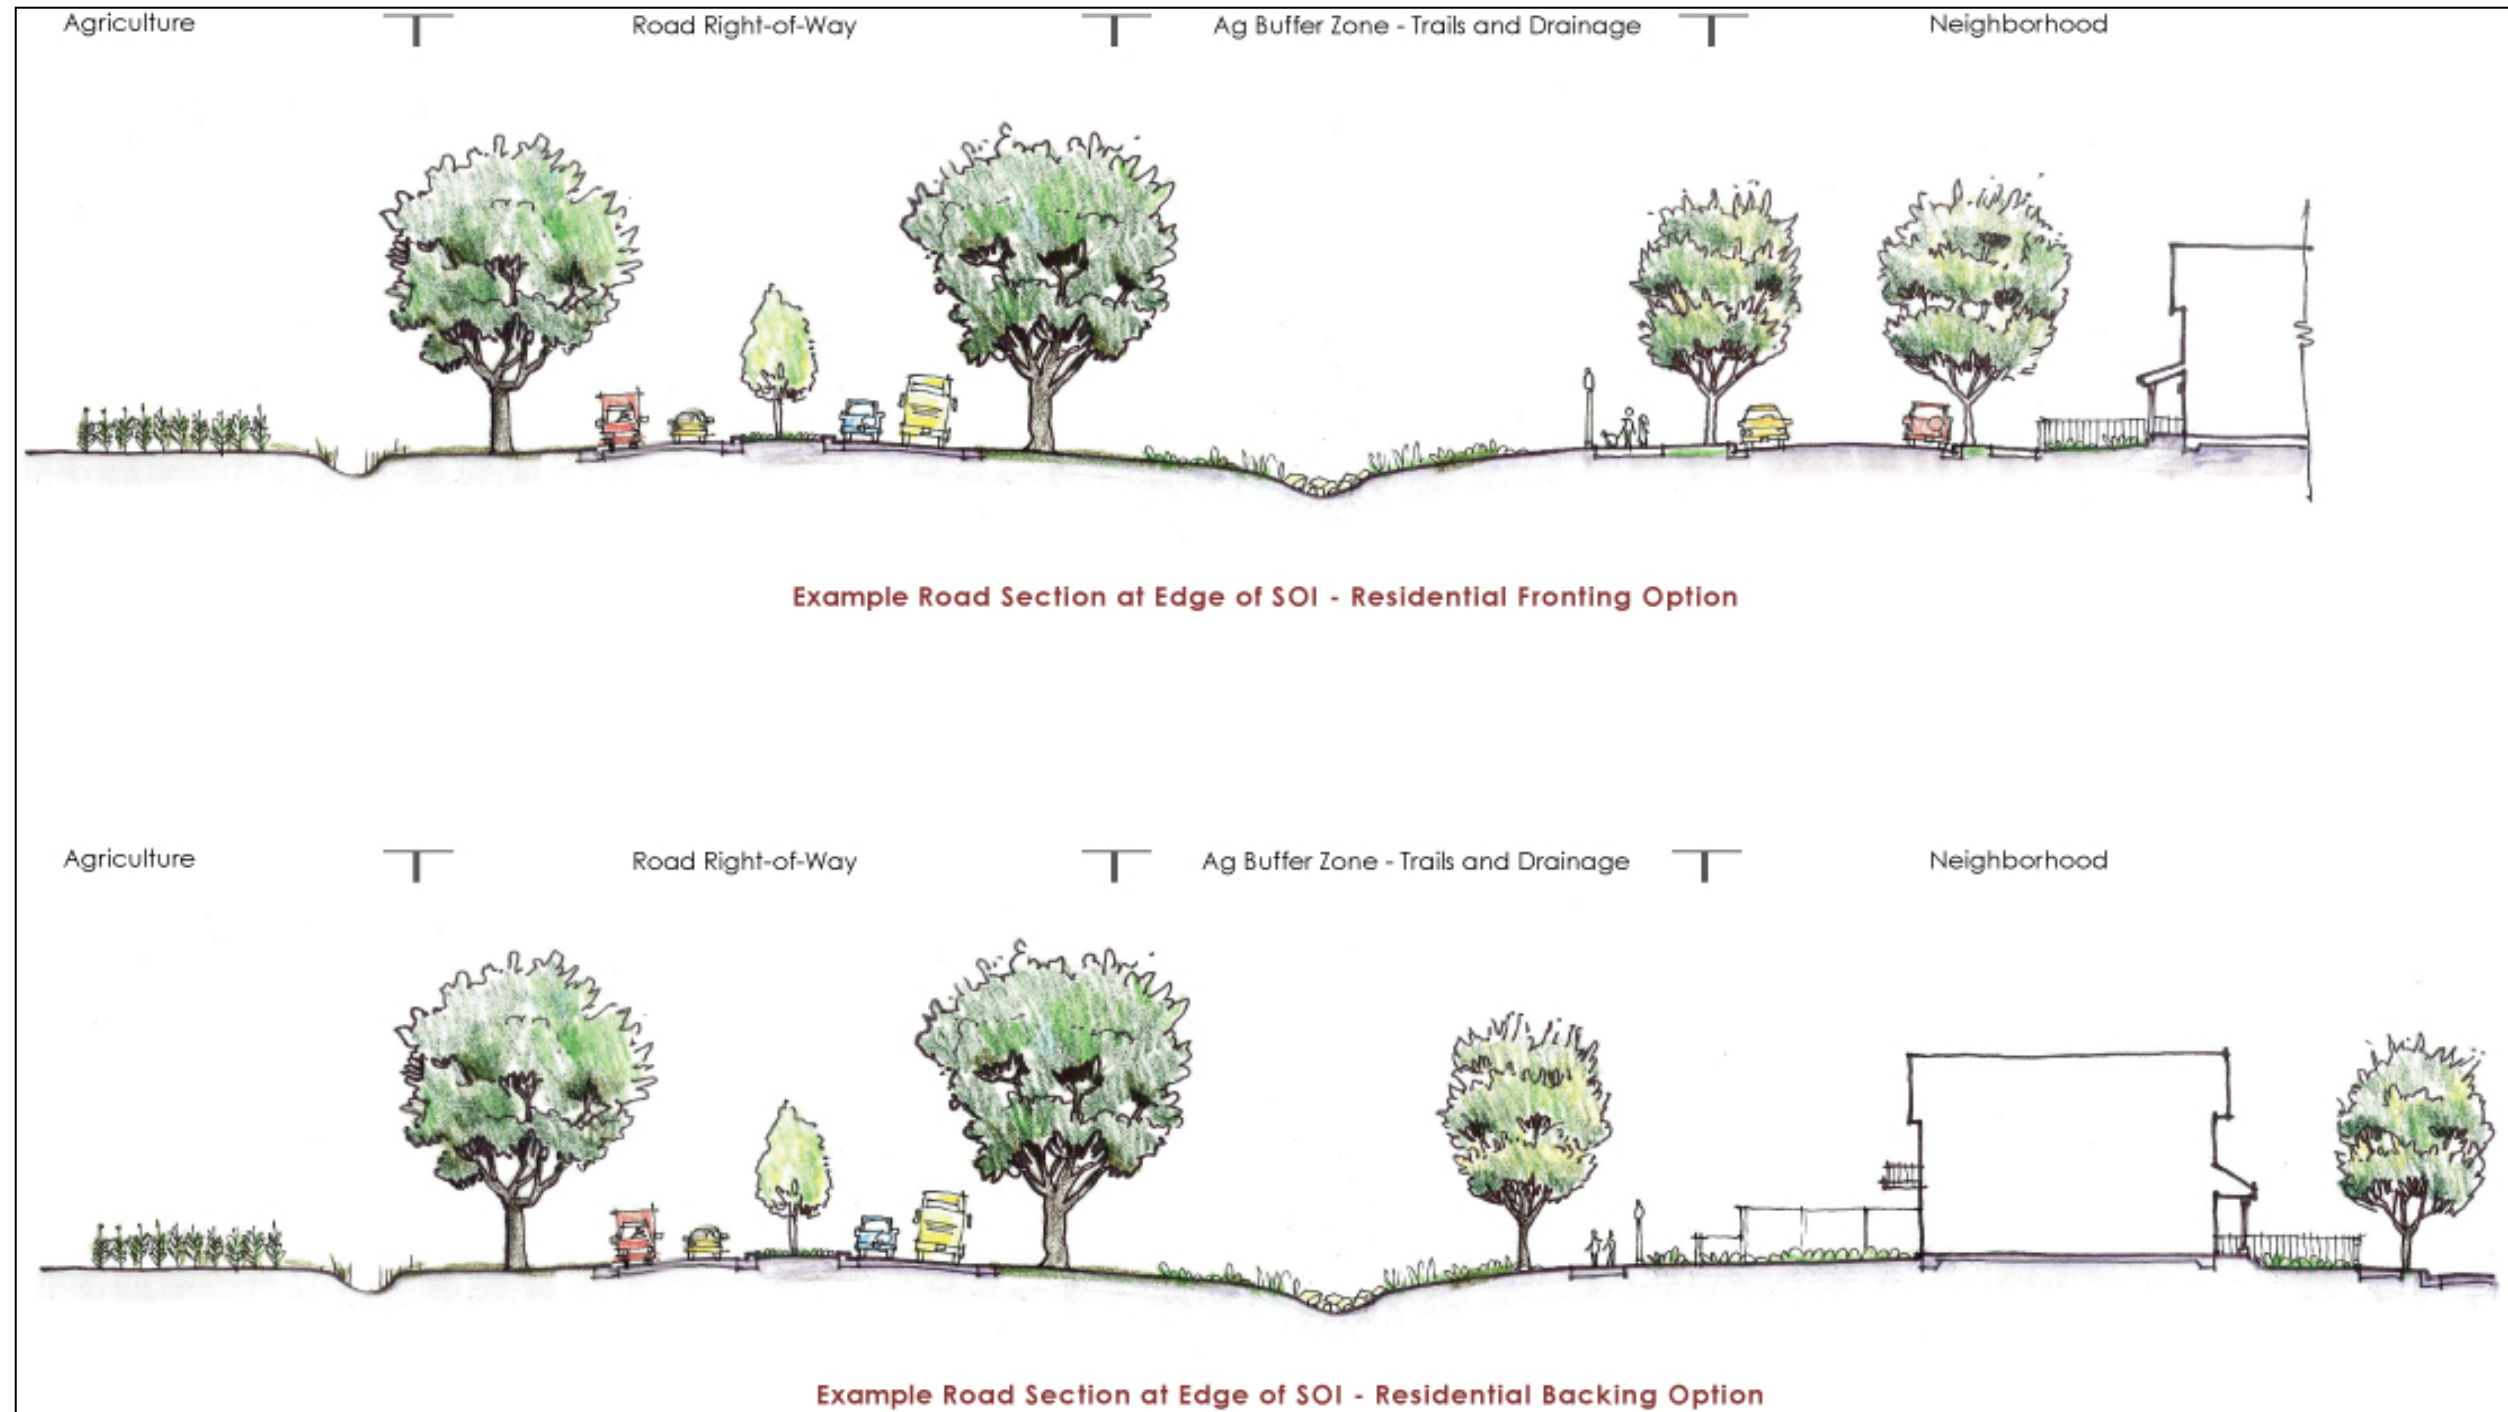 Agriculture
Road Right-of-Way
Ag Buffer Zone - Trails and Drainage
Neighborhood
Example Road Section at Edge of SOI - Residential Fronting Option
Agriculture
Road Right-of-Way
Ag Buffer Zone - Trails and Drainage
Neighborhood
Example Road Section at Edge of SOI - Residential Backing Option